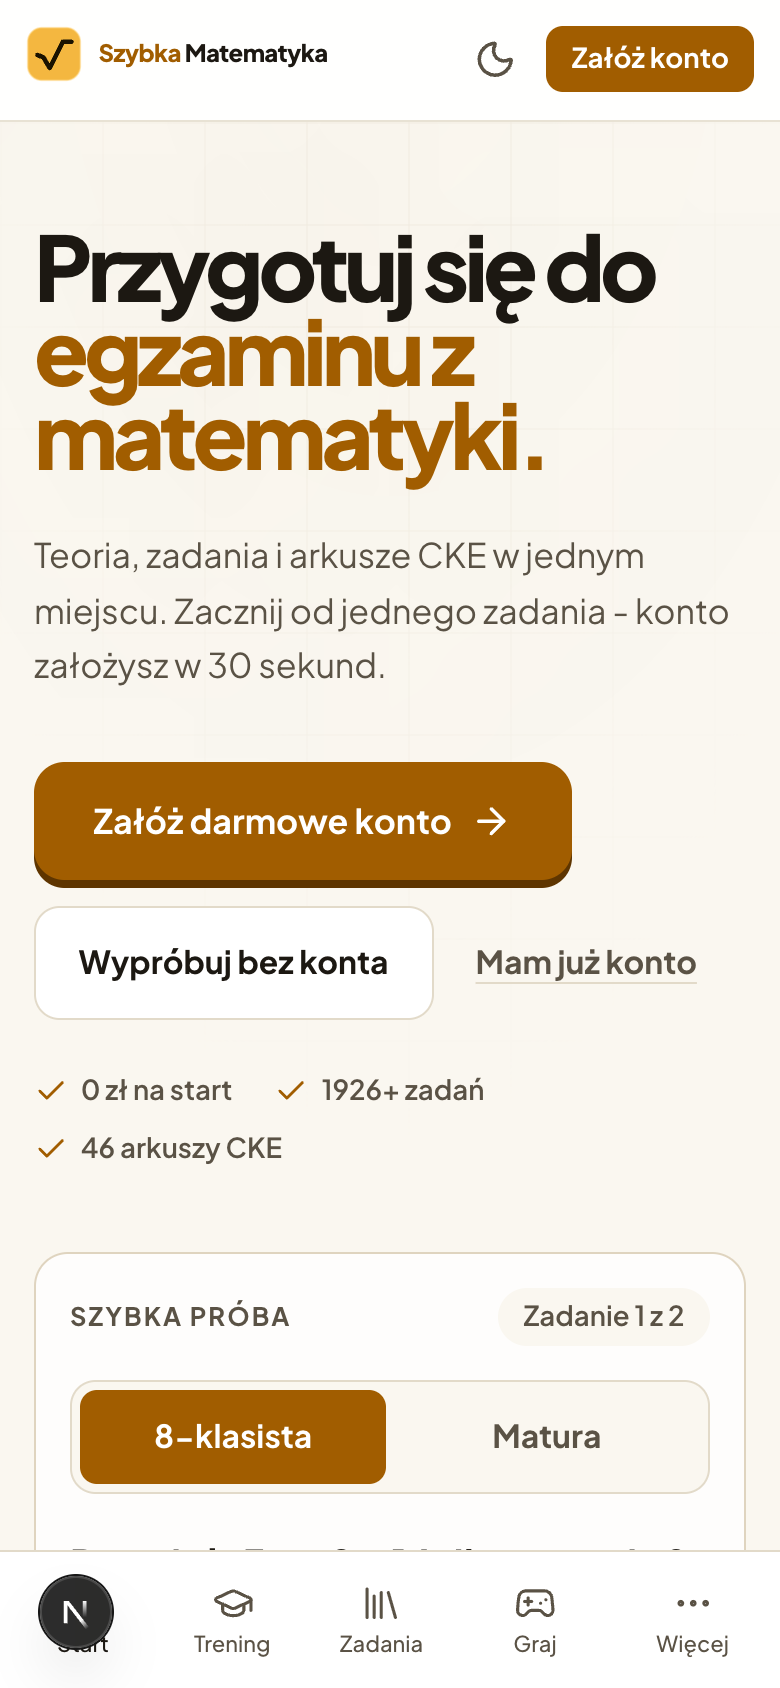 Szybka Matematyka
Załóż konto
Przygotuj się do
egzaminu z
matematyki.
Teoria, zadania i arkusze CKE w jednym
miejscu. Zacznij od jednego zadania - konto
założysz w 30 sekund.
Załóż darmowe konto →
Wypróbuj bez konta
Mam już konto
0 zł na start
1926+ zadań
46 arkuszy CKE
SZYBKA PRÓBA
Zadanie 1 z 2
8-klasista
Matura
N
Start
Trening
Zadania
Graj
Więcej